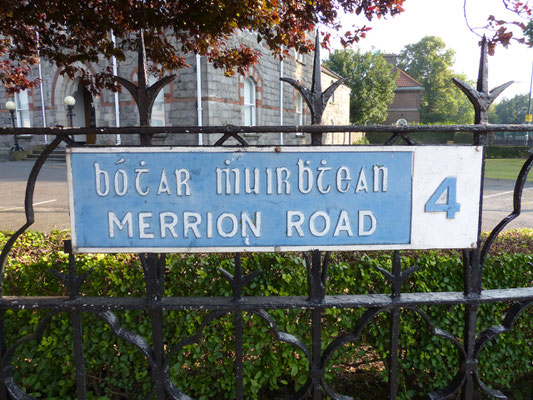 bóṫar ṁuirḃṫean
MERRION ROAD
4